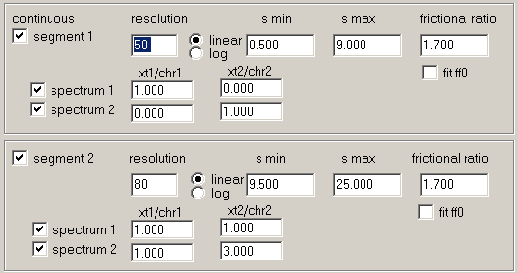 continuous resolution s min s max frictional ratio
segment 1 50 linear 0.500 9.000 1.700
log
xt1/chr1 xt2/chr2 fit ff0
spectrum 1 1.000 0.000
spectrum 2 0.000 1.000
segment 2 resolution s min s max frictional ratio
80 linear 9.500 25.000 1.700
log
xt1/chr1 xt2/chr2 fit ff0
spectrum 1 1.000 1.000
spectrum 2 1.000 3.000